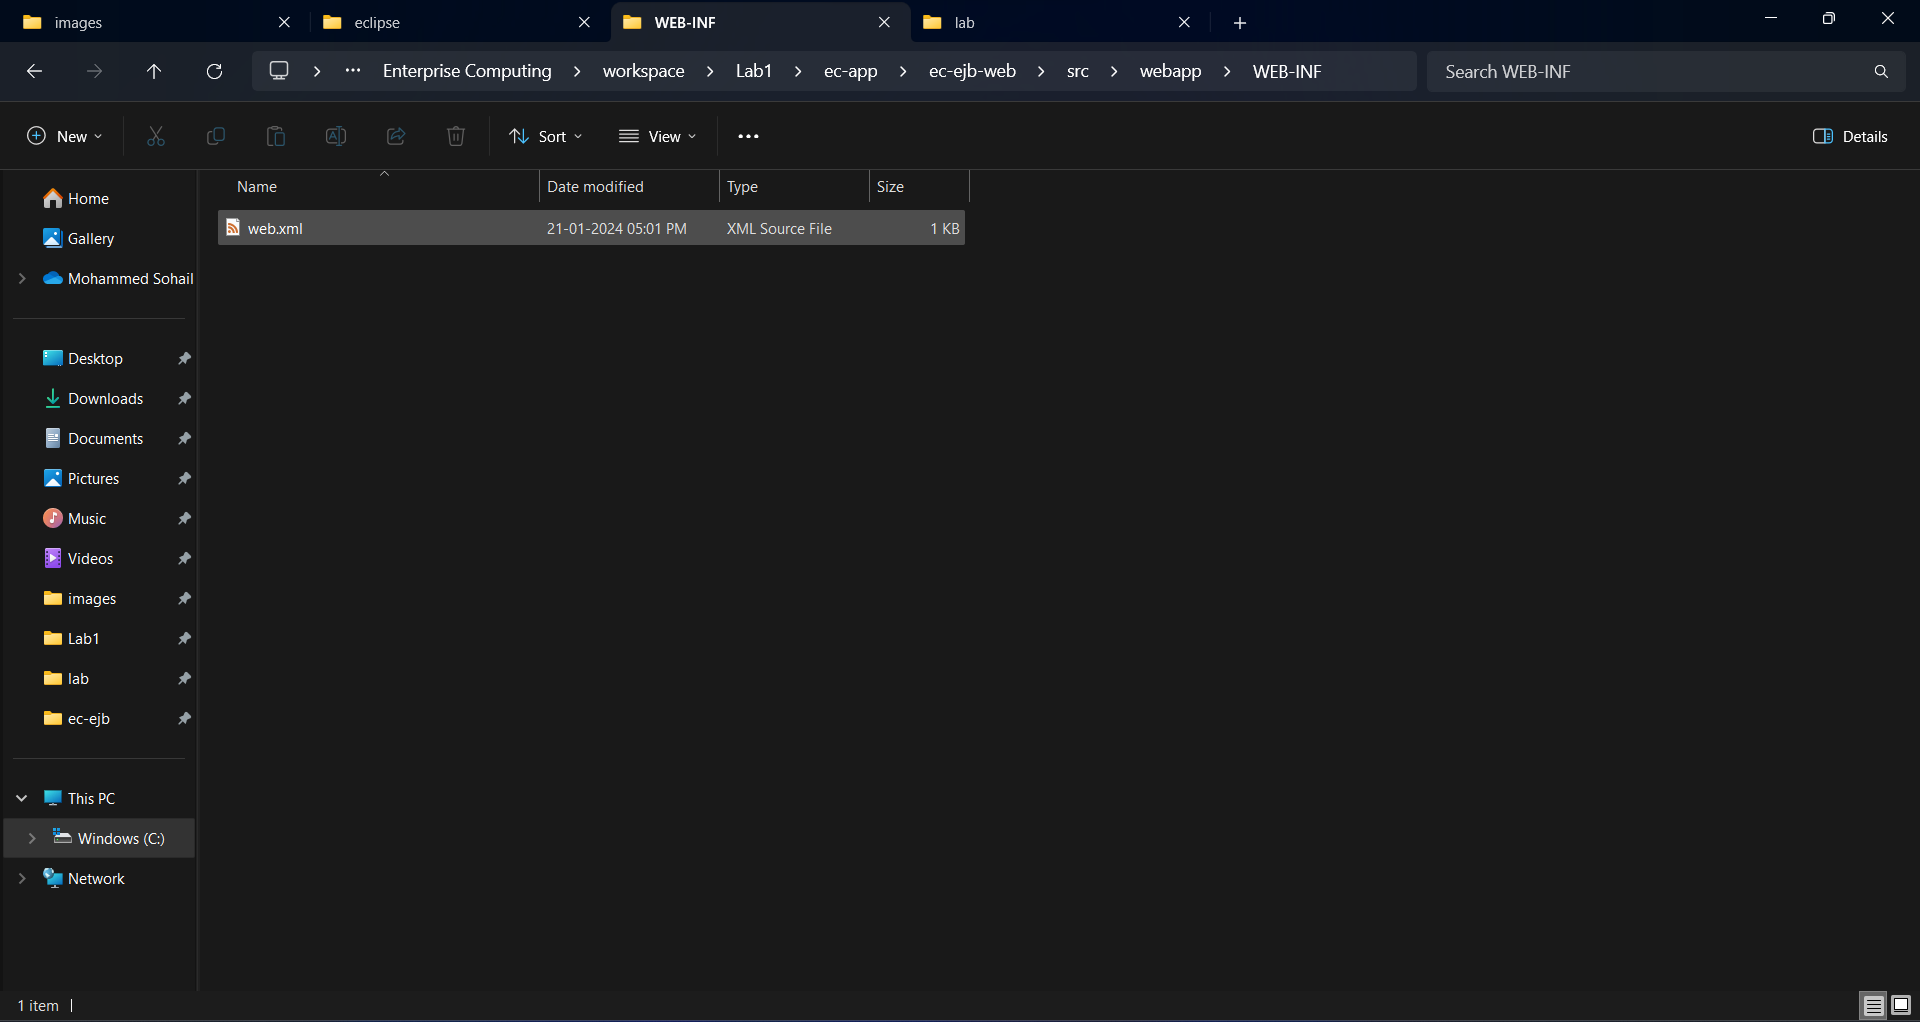 images
eclipse
WEB-INF
lab
Enterprise Computing
workspace
Lab1
ec-app
ec-ejb-web
src
webapp
WEB-INF
Search WEB-INF
New
Sort
View
Details
Name
Date modified
Type
Size
web.xml
21-01-2024 05:01 PM
XML Source File
1 KB
Home
Gallery
Mohammed Sohail
Desktop
Downloads
Documents
Pictures
Music
Videos
images
Lab1
lab
ec-ejb
This PC
Windows (C:)
Network
1 item